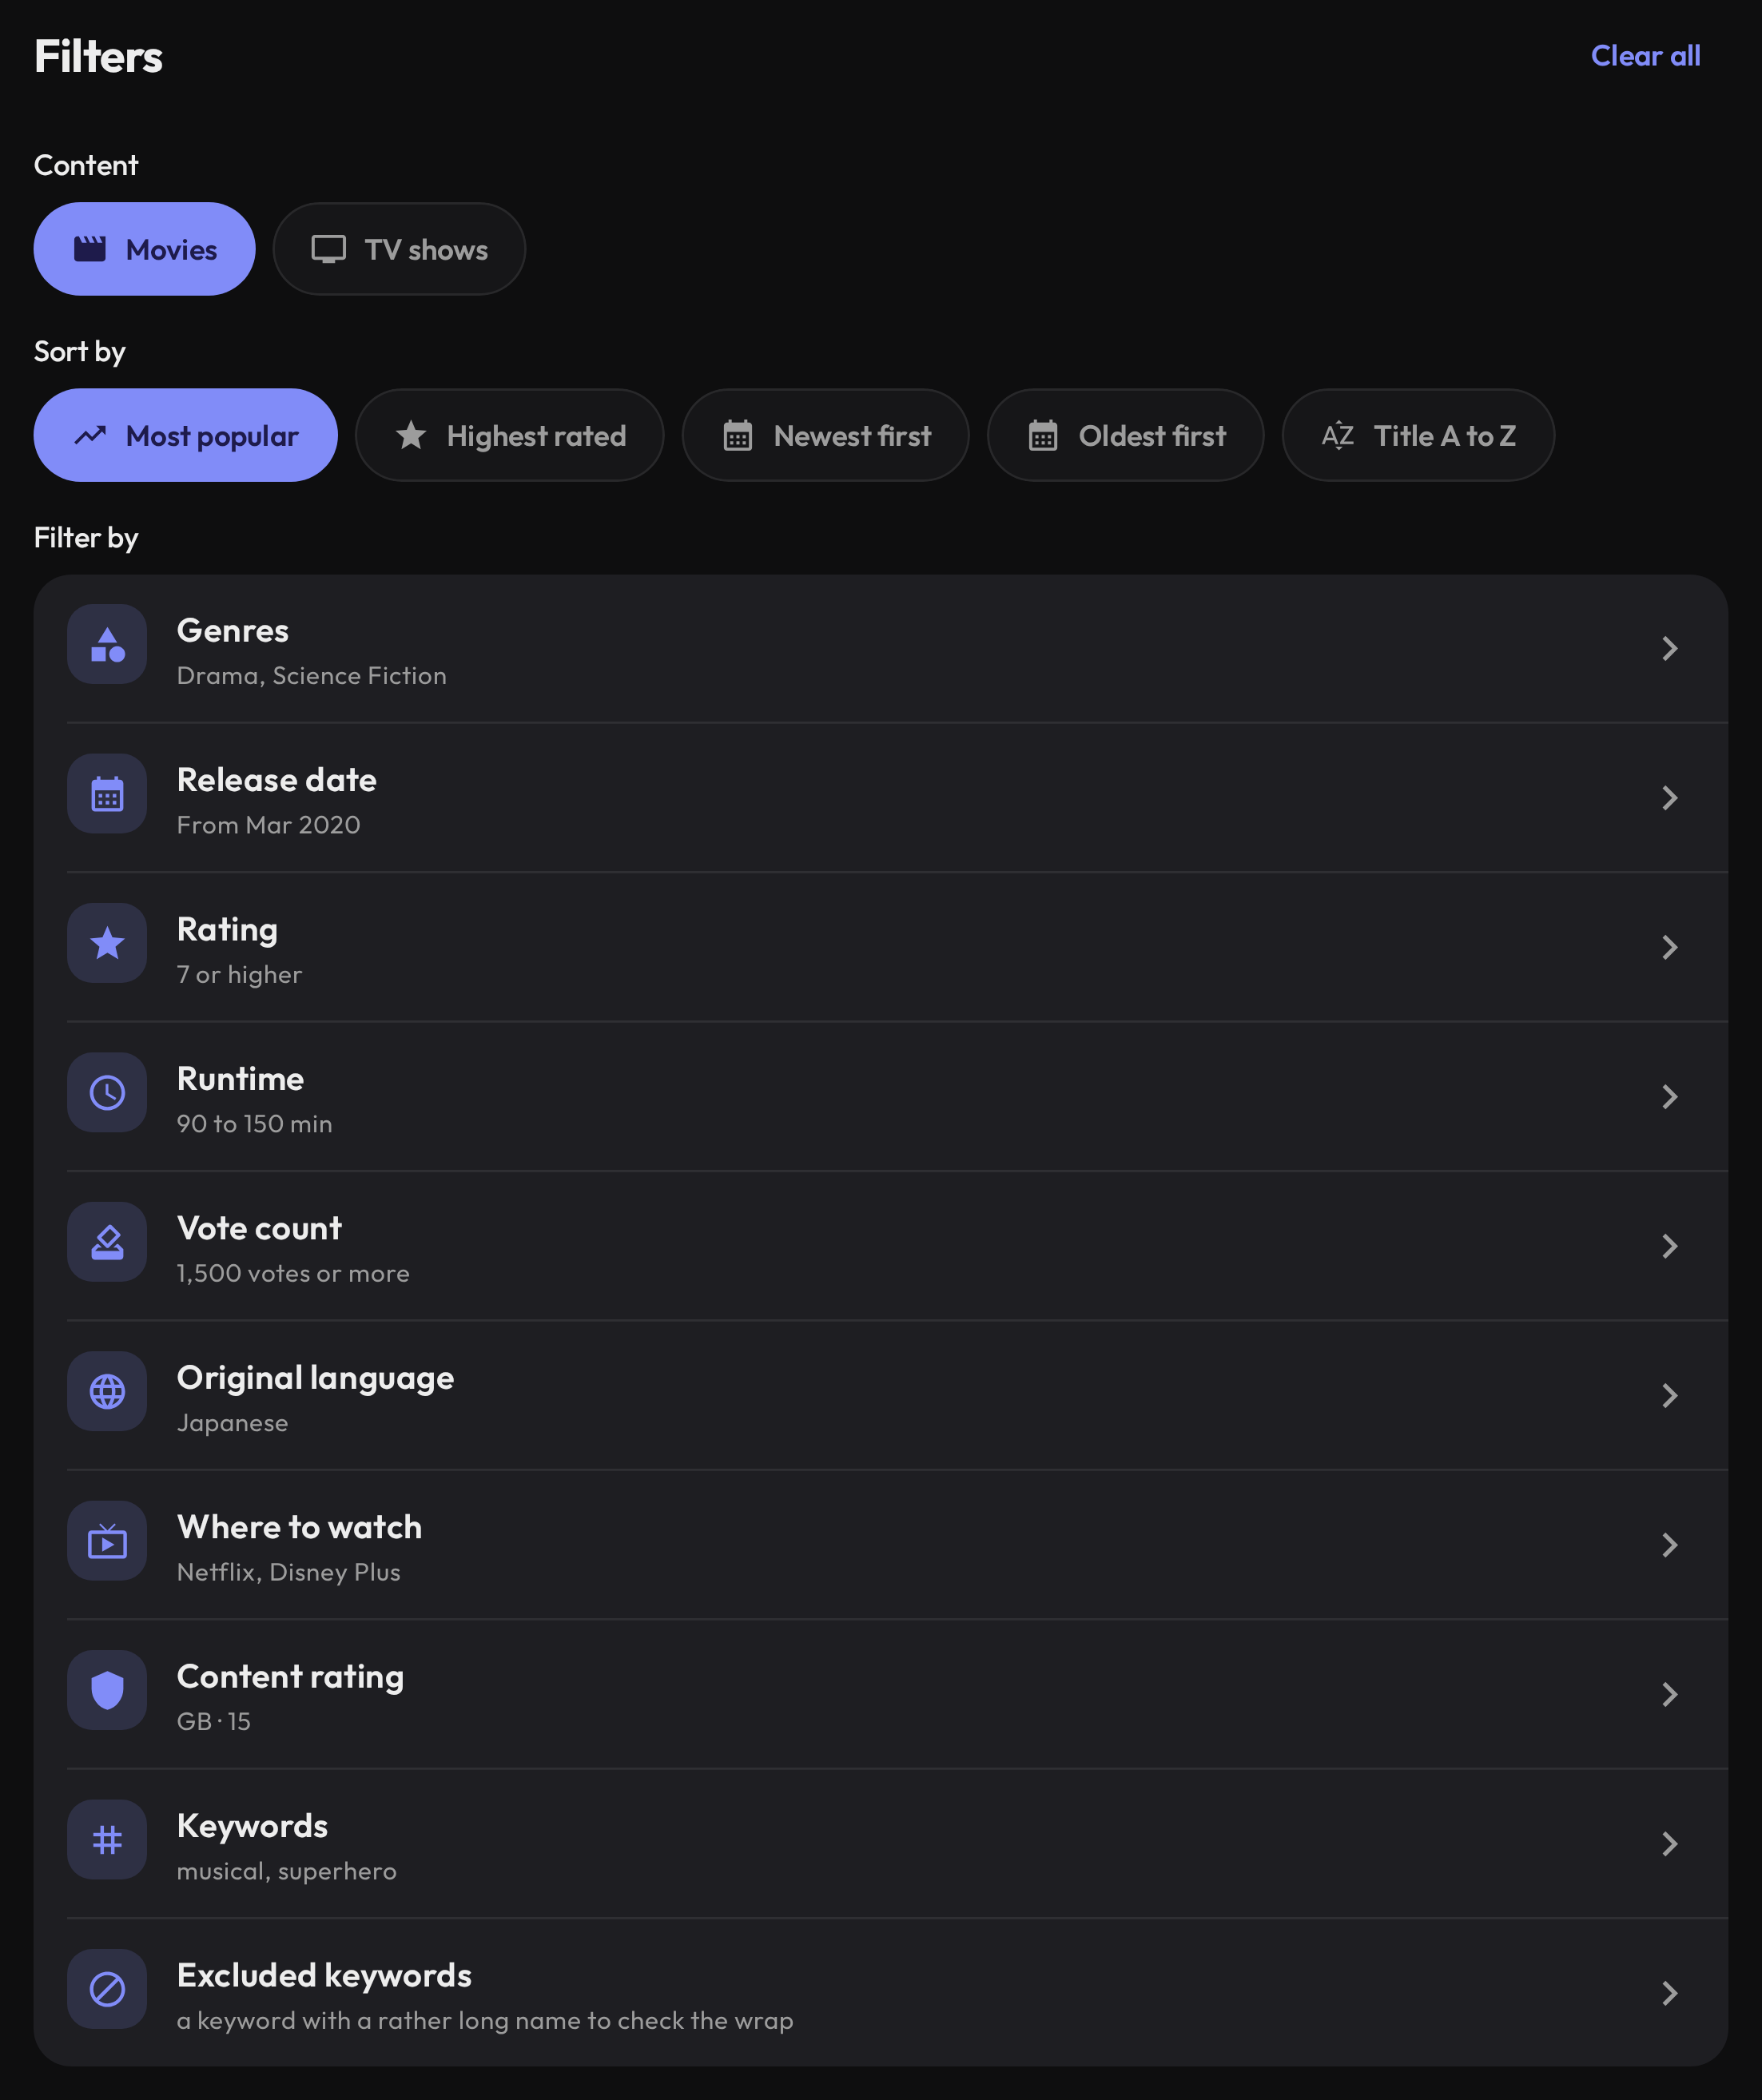 Filters
Clear all
Content
Movies
TV shows
Sort by
Most popular
Highest rated
Newest first
Oldest first
AZ Title A to Z
Filter by
Genres
Drama, Science Fiction
Release date
From Mar 2020
Rating
7 or higher
Runtime
90 to 150 min
Vote count
1,500 votes or more
Original language
Japanese
Where to watch
Netflix, Disney Plus
Content rating
GB · 15
Keywords
musical, superhero
Excluded keywords
a keyword with a rather long name to check the wrap